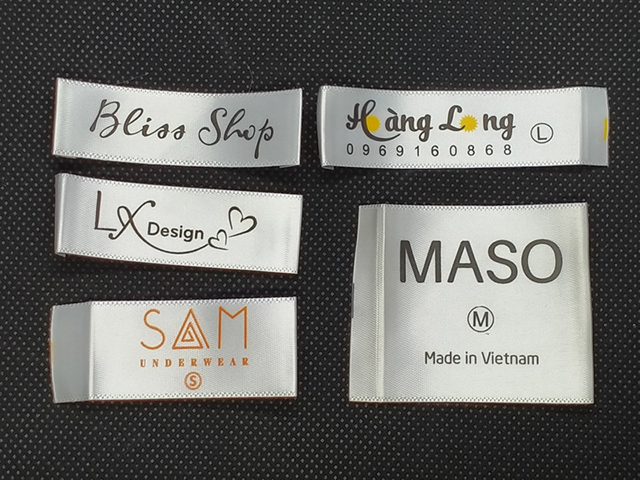 Bliss Shop
Hoàng Long L
0969160868
LX Design
SAM
UNDERWEAR
S
MASO
M
Made in Vietnam